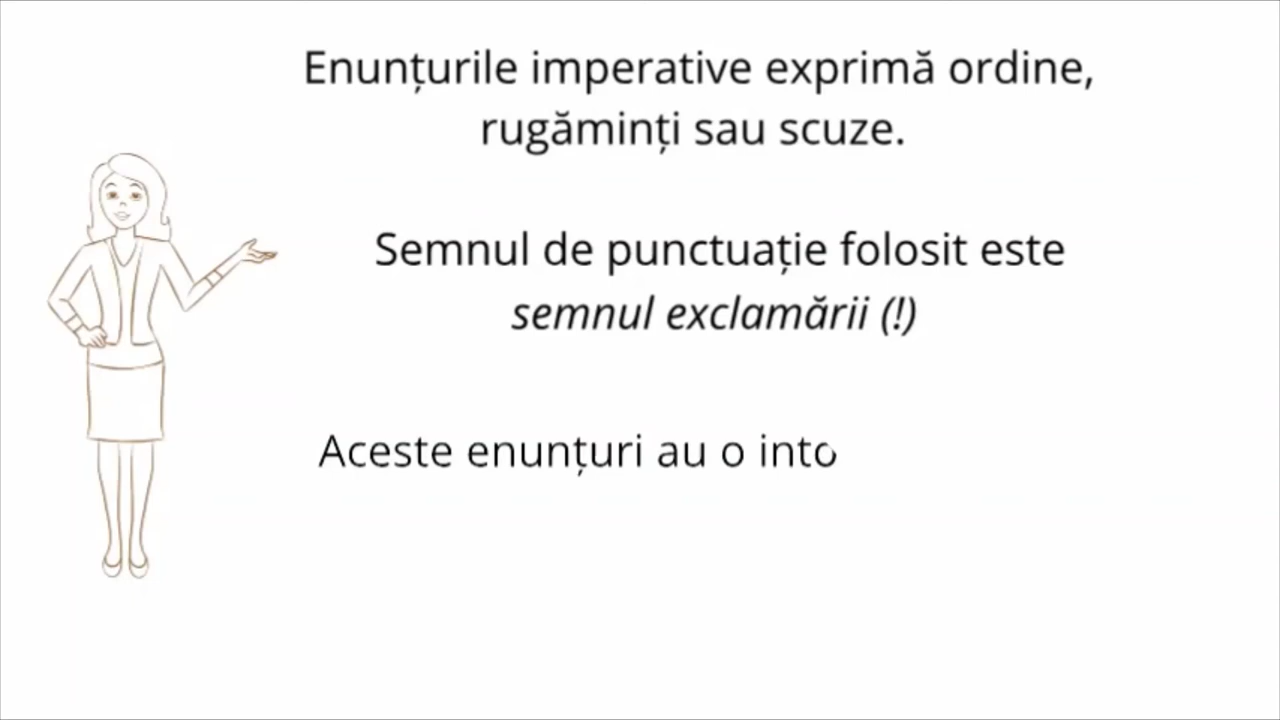 Enunțurile imperative exprimă ordine,
rugăminți sau scuze.
Semnul de punctuație folosit este
semnul exclamării (!)
Aceste enunțuri au o into